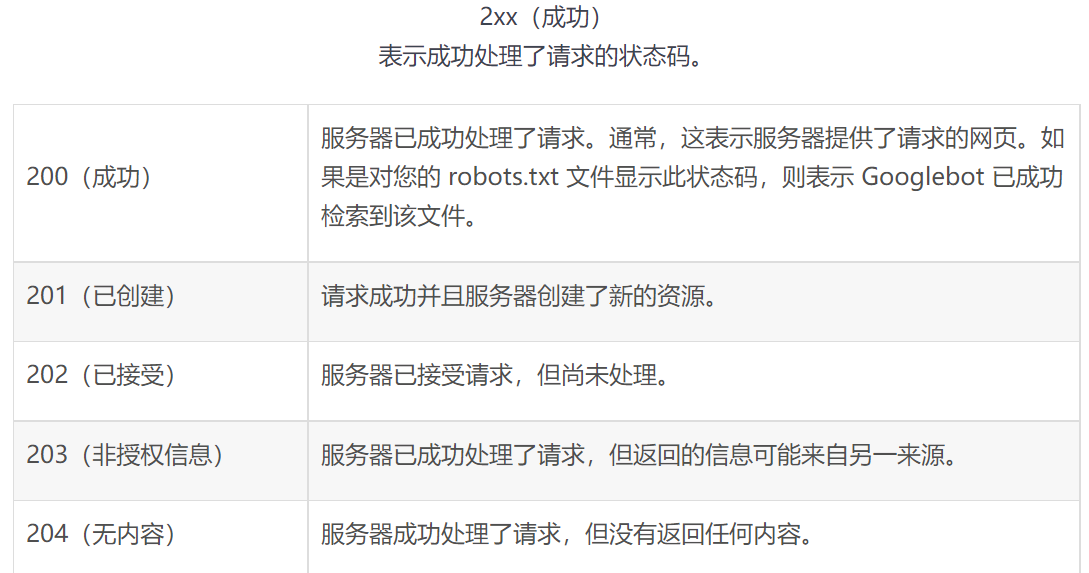 2xx（成功）
表示成功处理了请求的状态码。
200（成功）
服务器已成功处理了请求。通常，这表示服务器提供了请求的网页。如
果是对您的 robots.txt 文件显示此状态码，则表示 Googlebot 已成功
检索到该文件。
201（已创建）
请求成功并且服务器创建了新的资源。
202（已接受）
服务器已接受请求，但尚未处理。
203（非授权信息）
服务器已成功处理了请求，但返回的信息可能来自另一来源。
204（无内容）
服务器成功处理了请求，但没有返回任何内容。